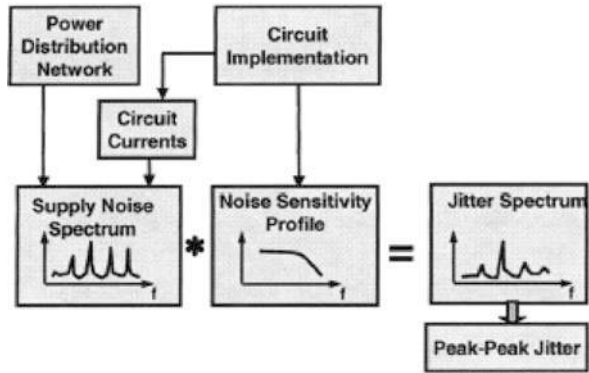 Power
Distribution
Network
Circuit
Implementation
Circuit
Currents
Supply Noise
Spectrum
f
*
Noise Sensitivity
Profile
f
=
Jitter Spectrum
f
Peak-Peak Jitter